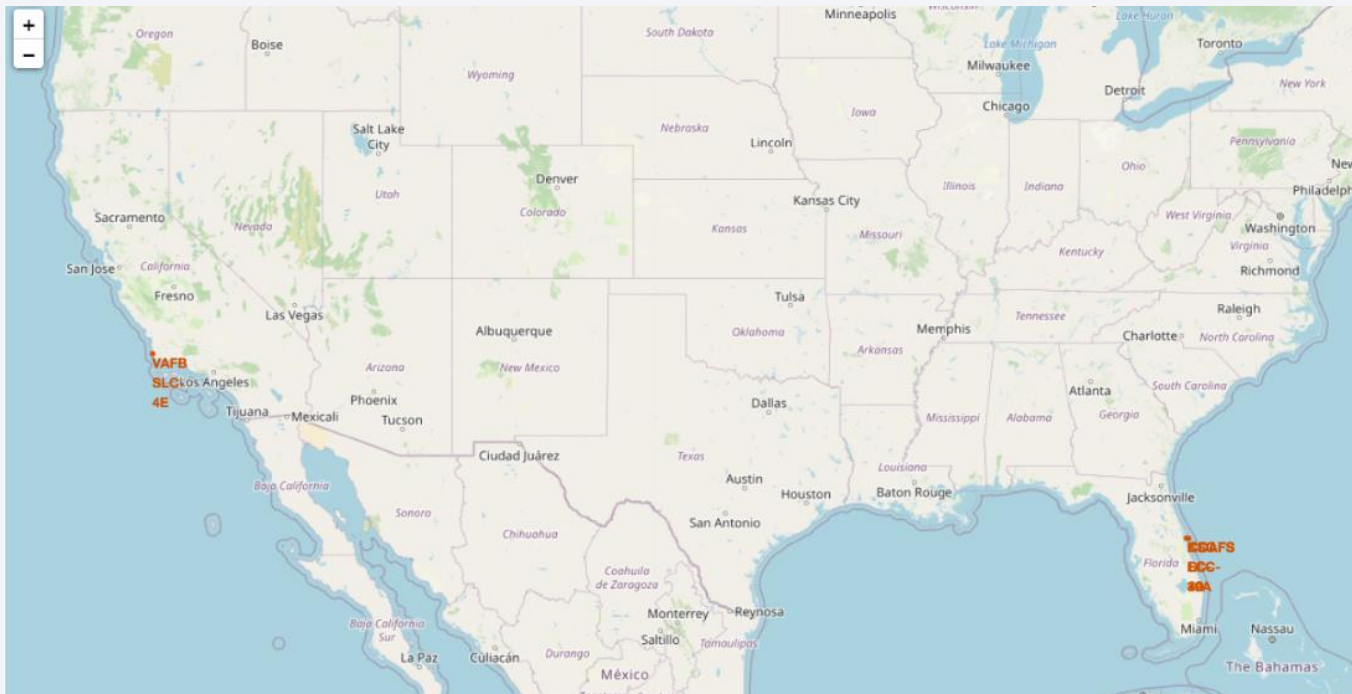 +
−
Minneapolis
Wisconsin
Lake Huron
Oregon
South Dakota
Lake Michigan
Toronto
Boise
Milwaukee
Wyoming
Detroit
New York
Chicago
Iowa
Salt Lake
City
Nebraska
Lincoln
Pennsylvania
Ohio
Denver
Utah
Illinois
Indiana
New
Philadelph
Kansas City
Sacramento
Nevada
Colorado
Kansas
Missouri
West Virginia
Washington
Virginia
Kentucky
San Jose
California
Richmond
Fresno
Las Vegas
Tulsa
Raleigh
Albuquerque
Oklahoma
Memphis
Tennessee
Charlotte
North Carolina
Arkansas
VAFB
SLC-
4E
Los Angeles
Arizona
New Mexico
South Carolina
Atlanta
Phoenix
Dallas
Tijuana
Mexicali
Tucson
Mississippi
Alabama
Georgia
Ciudad Juárez
Texas
Louisiana
Austin
Baja California
Houston
Baton Rouge
Jacksonville
Sonora
San Antonio
Chihuahua
Florida
Coahuila
de Zaragoza
Monterrey
Reynosa
Baja California
Sur
Saltillo
Tamaulipas
Miami
Nassau
La Paz
Culiacán
Durango
México
The Bahamas